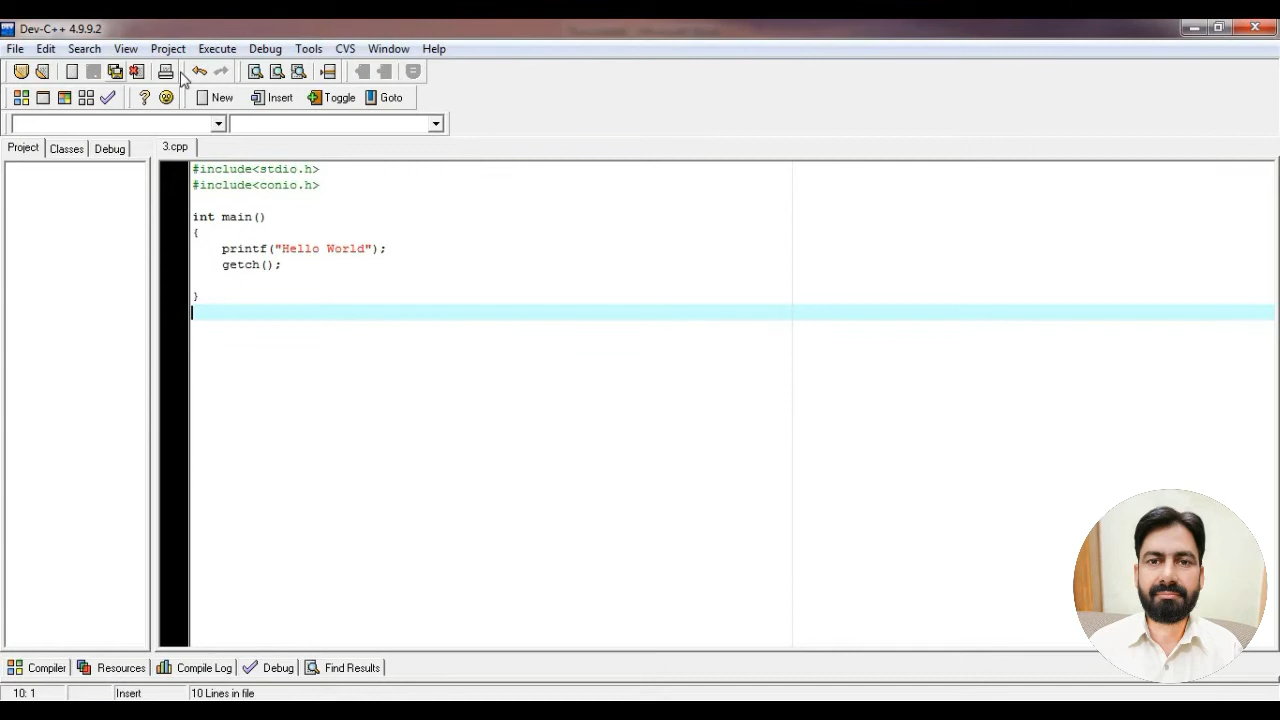 Dev-C++ 4.9.9.2
File Edit Search View Project Execute Debug Tools CVS Window Help
New Insert Toggle Goto
Project Classes Debug 3.cpp
#include<stdio.h>
#include<conio.h>
int main()
{
printf("Hello World");
getch();
}
Compiler Resources Compile Log Debug Find Results
10: 1 Insert 10 Lines in file